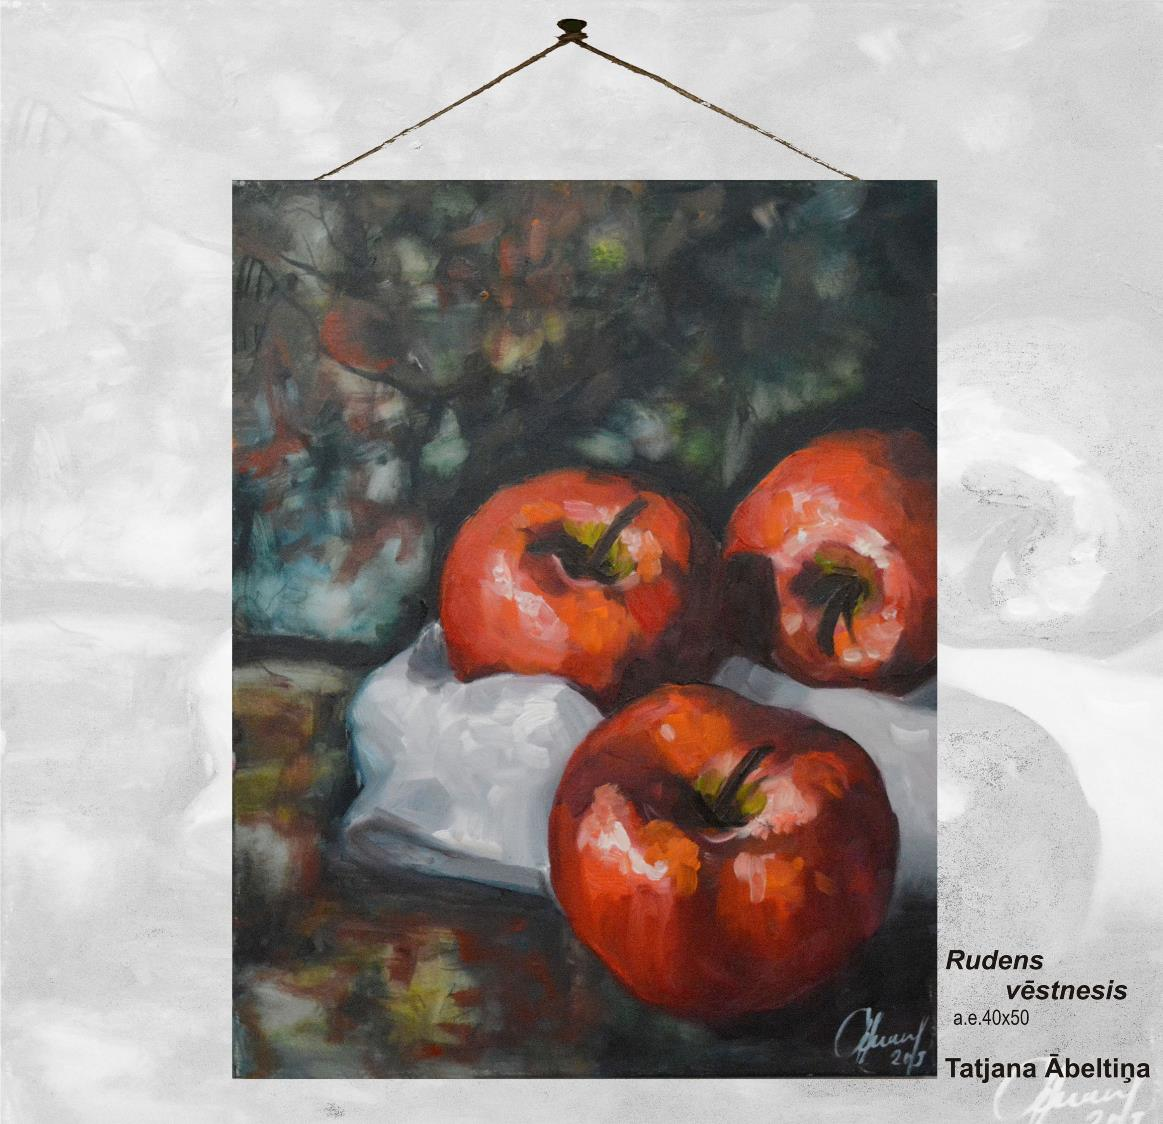 Rudens
vēstnesis
a.e.40x50
Tatjana Ābeltiņa